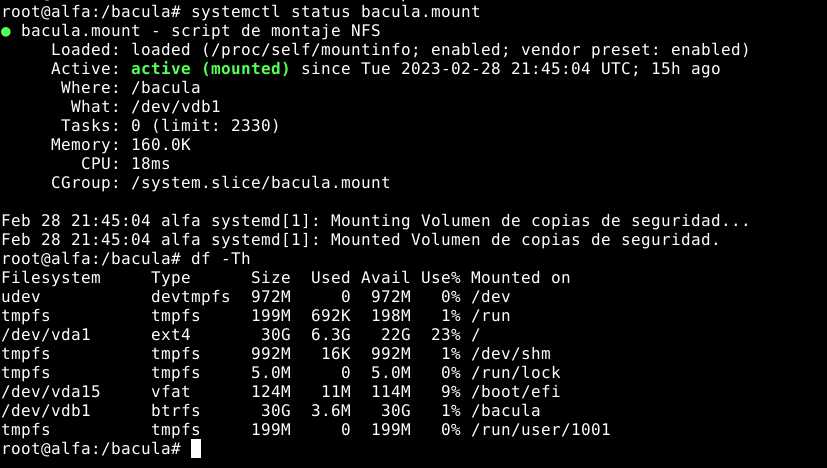 root@alfa:/bacula# systemctl status bacula.mount
● bacula.mount - script de montaje NFS
     Loaded: loaded (/proc/self/mountinfo; enabled; vendor preset: enabled)
     Active: active (mounted) since Tue 2023-02-28 21:45:04 UTC; 15h ago
      Where: /bacula
       What: /dev/vdb1
      Tasks: 0 (limit: 2330)
     Memory: 160.0K
        CPU: 18ms
     CGroup: /system.slice/bacula.mount

Feb 28 21:45:04 alfa systemd[1]: Mounting Volumen de copias de seguridad...
Feb 28 21:45:04 alfa systemd[1]: Mounted Volumen de copias de seguridad.
root@alfa:/bacula# df -Th
Filesystem     Type      Size  Used Avail Use% Mounted on
udev           devtmpfs  972M     0  972M   0% /dev
tmpfs          tmpfs     199M  692K  198M   1% /run
/dev/vda1      ext4       30G  6.3G   22G  23% /
tmpfs          tmpfs     992M   16K  992M   1% /dev/shm
tmpfs          tmpfs     5.0M     0  5.0M   0% /run/lock
/dev/vda15     vfat      124M   11M  114M   9% /boot/efi
/dev/vdb1      btrfs      30G  3.6M   30G   1% /bacula
tmpfs          tmpfs     199M     0  199M   0% /run/user/1001
root@alfa:/bacula#